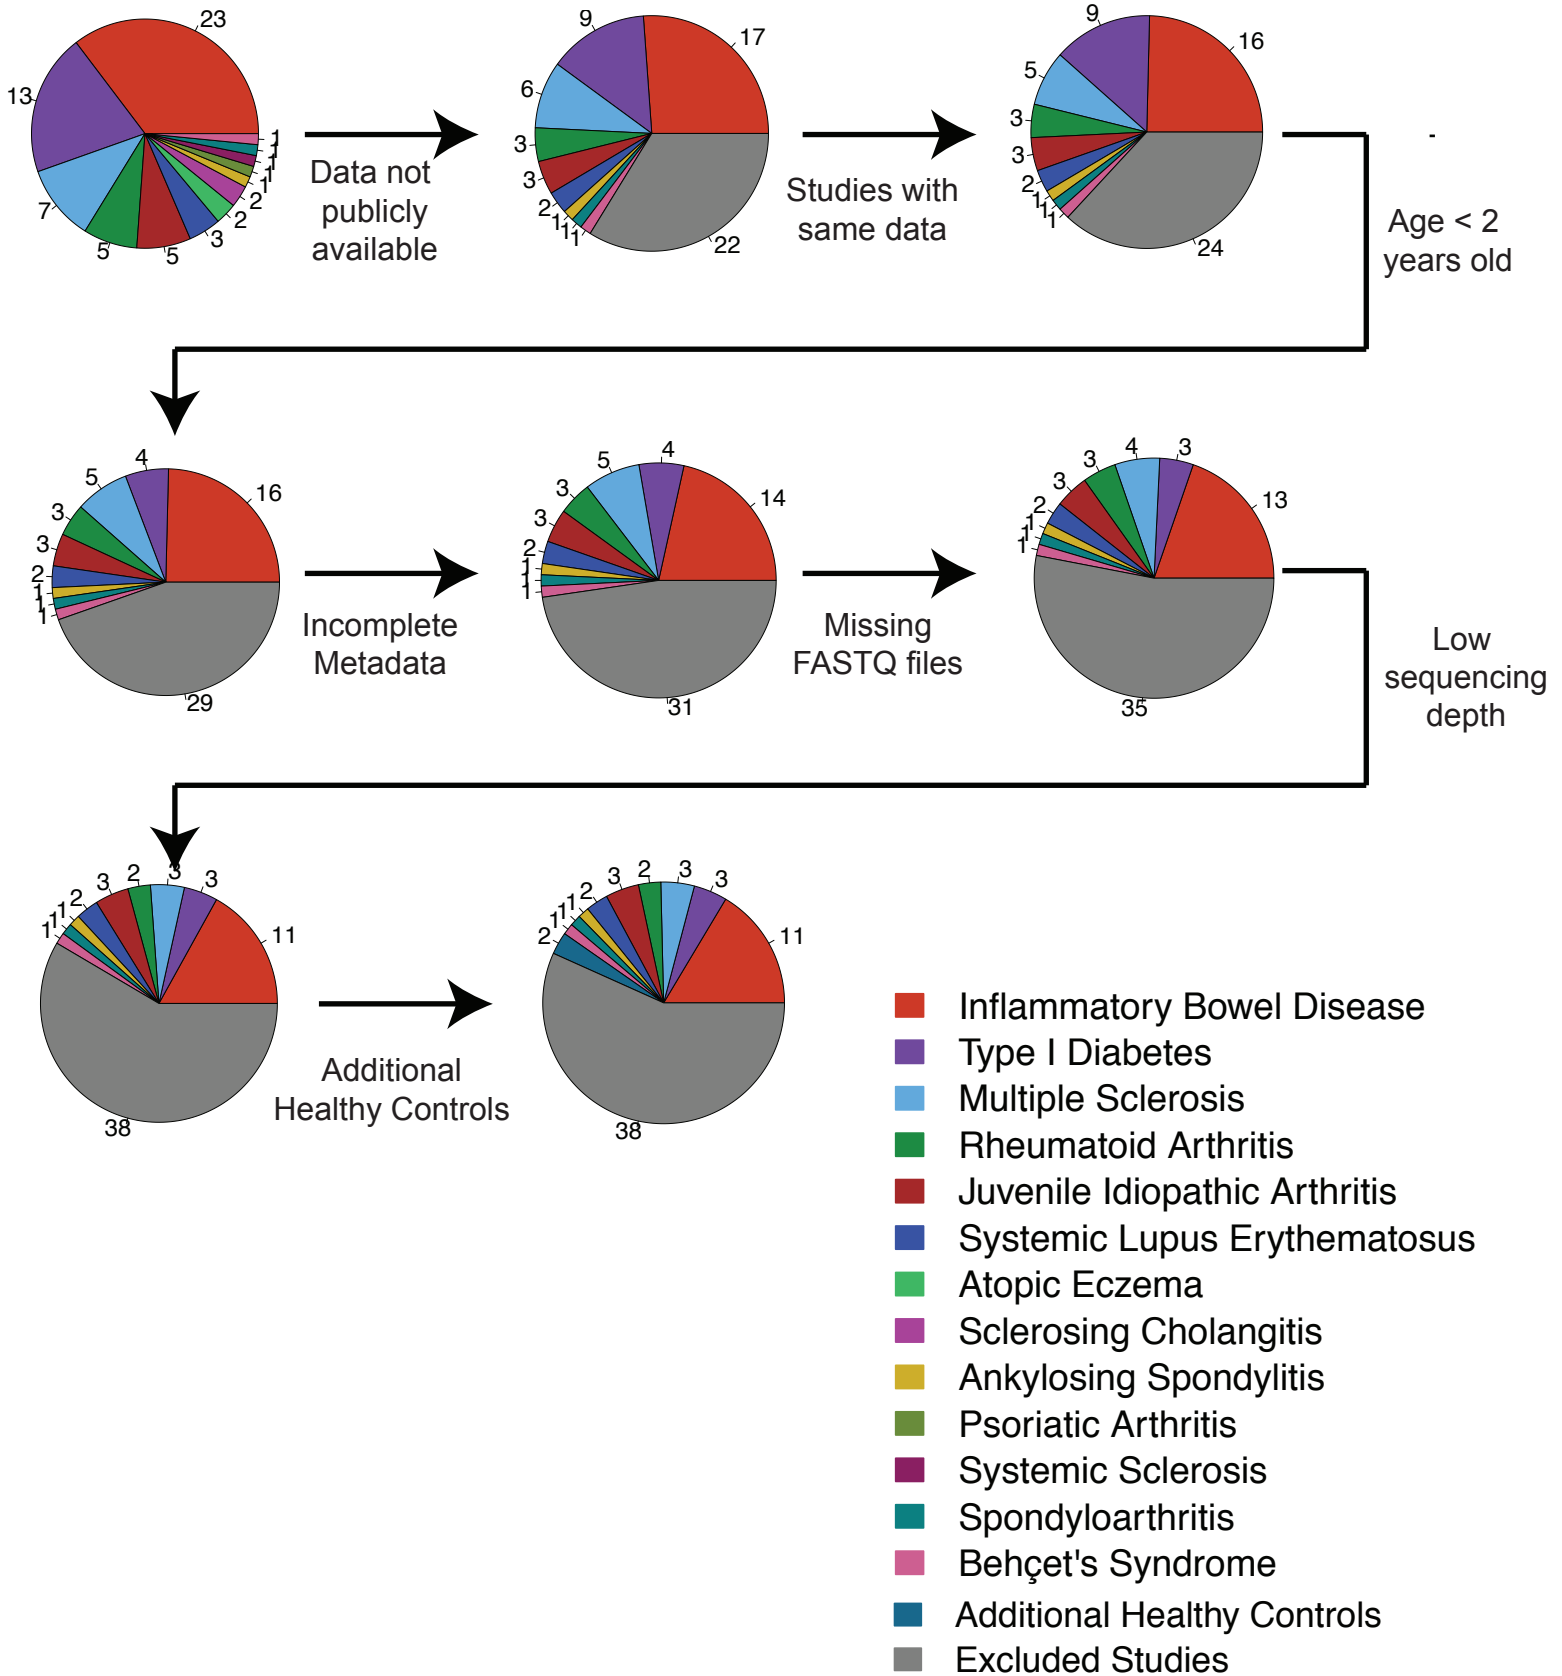 23
13
7
5
5
3
2
2
1
1
1
1
1
Data not
publicly
available
17
9
6
3
3
2
1
1
1
22
Studies with
same data
16
9
5
3
3
2
1
1
1
24
-
Age < 2
years old
16
4
5
3
3
2
1
1
1
29
Incomplete
Metadata
14
4
5
3
3
2
1
1
1
31
Missing
FASTQ files
13
3
4
3
3
2
1
1
1
35
Low
sequencing
depth
11
3
3
2
3
2
1
1
1
38
Additional
Healthy Controls
11
3
3
2
3
2
1
1
1
2
38
Inflammatory Bowel Disease
Type I Diabetes
Multiple Sclerosis
Rheumatoid Arthritis
Juvenile Idiopathic Arthritis
Systemic Lupus Erythematosus
Atopic Eczema
Sclerosing Cholangitis
Ankylosing Spondylitis
Psoriatic Arthritis
Systemic Sclerosis
Spondyloarthritis
Behçet's Syndrome
Additional Healthy Controls
Excluded Studies